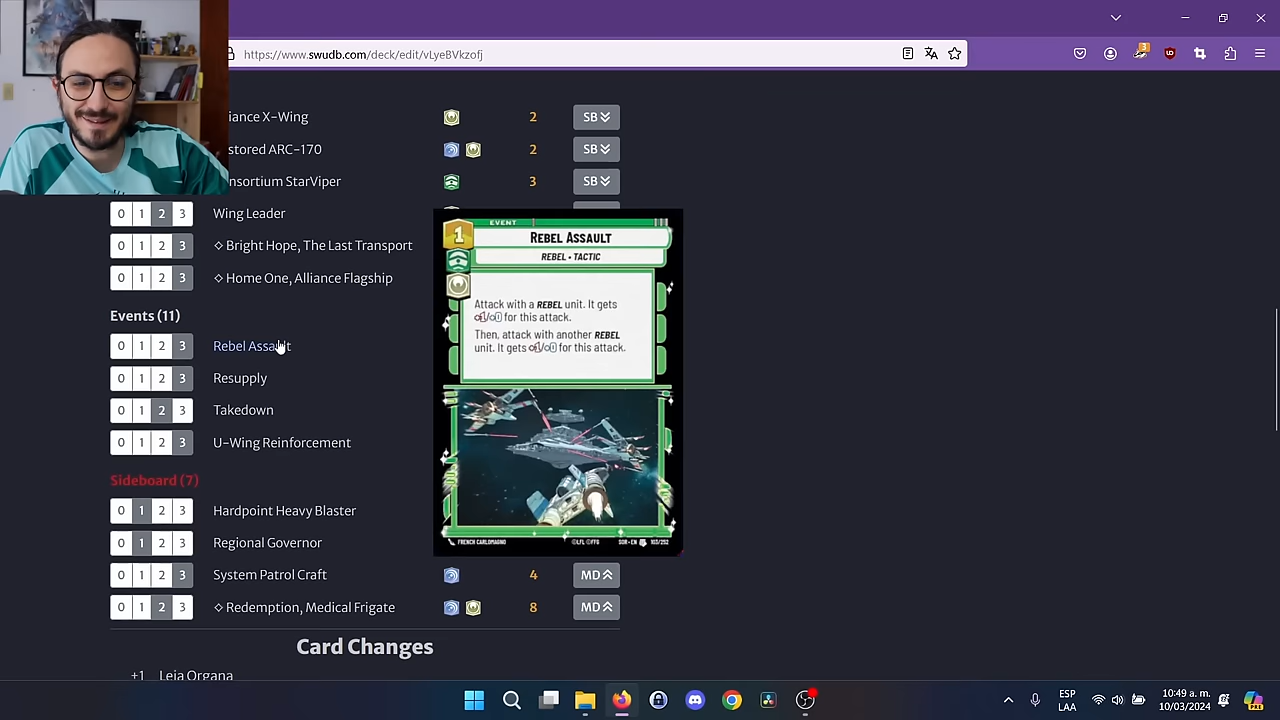 https://www.swudb.com/deck/edit/vLyeBVkzofj
3
iance X-Wing 2 SB
stored ARC-170 2 SB
nsortium StarViper 3 SB
0 1 2 3 Wing Leader
0 1 2 3 Bright Hope, The Last Transport
0 1 2 3 Home One, Alliance Flagship
Events (11)
0 1 2 3 Rebel Assault
0 1 2 3 Resupply
0 1 2 3 Takedown
0 1 2 3 U-Wing Reinforcement
Sideboard (7)
0 1 2 3 Hardpoint Heavy Blaster
0 1 2 3 Regional Governor
0 1 2 3 System Patrol Craft 4 MD
0 1 2 3 Redemption, Medical Frigate 8 MD
Card Changes
+1 Leia Organa
EVENT
1
REBEL ASSAULT
REBEL • TACTIC
Attack with a REBEL unit. It gets
for this attack.
Then, attack with another REBEL
unit. It gets for this attack.
FRENCH CARLOMAGNO
©LFL ©FFG
SOR • EN
103/252
ESP
LAA
10:49 a. m.
10/03/2024